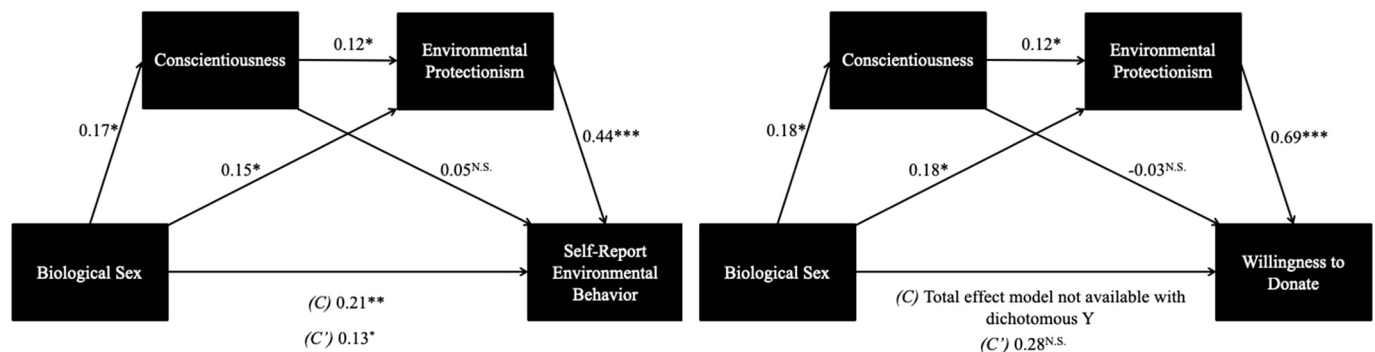 Conscientiousness
0.12*
Environmental
Protectionism
0.17*
0.15*
0.05N.S.
0.44***
Biological Sex
Self-Report
Environmental
Behavior
(C) 0.21**
(C’) 0.13*
Conscientiousness
0.12*
Environmental
Protectionism
0.18*
0.18*
-0.03N.S.
0.69***
Biological Sex
Willingness to
Donate
(C) Total effect model not available with
dichotomous Y
(C’) 0.28N.S.